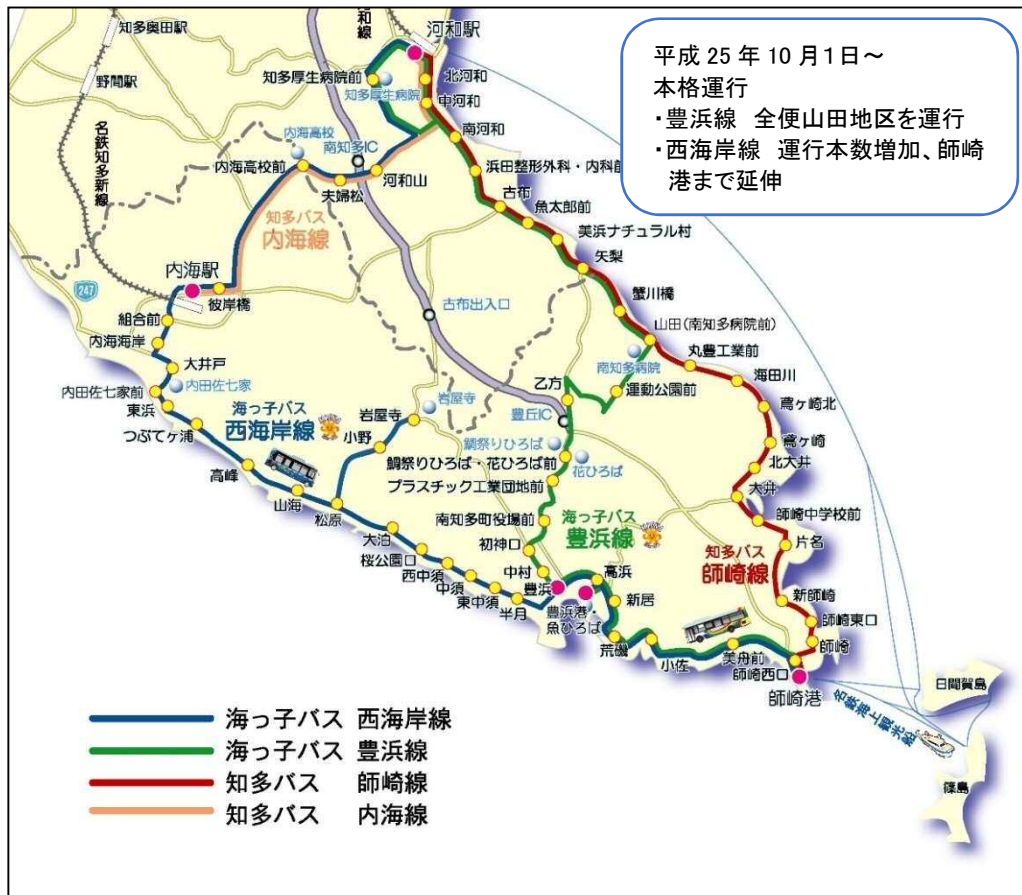 知多奥田駅
野間駅
名鉄知多新線
和線
河和駅
知多厚生病院前
知多厚生病院
北河和
中河和
南河和
内海高校
南知多IC
内海高校前
夫婦松
河和山
浜田整形外科・内科前
古布
魚太郎前
美浜ナチュラル村
矢梨
知多バス
内海線
内海駅
彼岸橋
247
組合前
内海海岸
大井戸
内田佐七家前
内田佐七家
東浜
つぶてヶ浦
古布出入口
蟹川橋
山田(南知多病院前)
南知多病院
丸豊工業前
海田川
運動公園前
乙方
豊丘IC
鳶ヶ崎北
鳶ヶ崎
北大井
大井
師崎中学校前
片名
岩屋寺
岩屋寺
小野
海っ子バス
西海岸線
鯛祭りひろば
花ひろば
鯛祭りひろば・花ひろば前
プラスチック工業団地前
高峰
山海
松原
大泊
桜公園口
西中須
中須
東中須
半月
南知多町役場前
初神口
中村
豊浜
海っ子バス
豊浜線
高浜
新居
豊浜港
魚ひろば
荒磯
小佐
美舟前
師崎西口
知多バス
師崎線
新師崎
師崎東口
師崎
師崎港
日間賀島
名鉄海上観光船
篠島
平成 25 年 10 月1日~
本格運行
・豊浜線 全便山田地区を運行
・西海岸線 運行本数増加、師崎
港まで延伸
海っ子バス 西海岸線
海っ子バス 豊浜線
知多バス 師崎線
知多バス 内海線